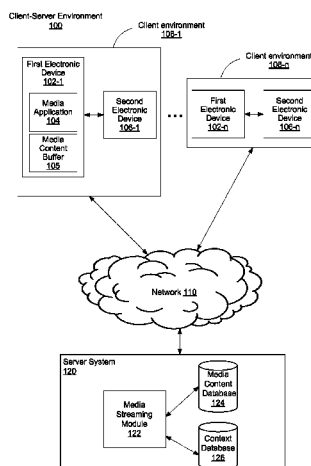 Client-Server Environment
100
Client environment
108-1
Client environment
108-n
First Electronic
Device
102-1
Media
Application
104
Media
Content
Buffer
105
Second
Electronic
Device
106-1
...
First
Electronic
Device
102-n
Second
Electronic
Device
106-n
Network 110
Server System
120
Media
Streaming
Module
122
Media
Content
Database
124
Context
Database
126